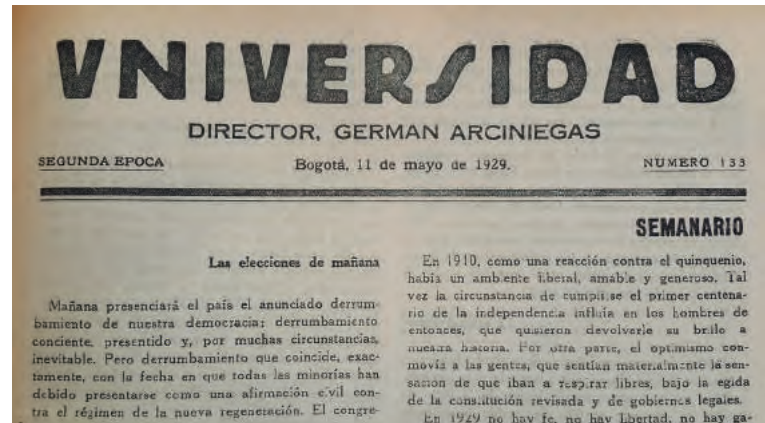 VNIVERSIDAD
DIRECTOR, GERMAN ARCINIEGAS
SEGUNDA EPOCA
Bogotá, 11 de mayo de 1929.
NUMERO 133
SEMANARIO
Las elecciones de mañana
Mañana presenciará el país el anunciado derrum-
bamiento de nuestra democracia: derrumbamiento
conciente, presentido y, por muchas circunstancias,
inevitable. Pero derrumbamiento que coincide, exac-
tamente, con la fecha en que todas las minorías han
debido presentarse como una afirmación civil con-
tra el régimen de la nueva regeneración. El congre-
En 1910, como una reacción contra el quinquenio,
había un ambiente liberal, amable y generoso. Tal
vez la circunstancia de cumplirse el primer centena-
rio de la independencia influía en los hombres de
entonces, que quisieron devolverle su brillo a
nuestra historia. Por otra parte, el optimismo con-
movía a las gentes, que sentían materialmente la sen-
sación de que iban a respirar libres, bajo la egida
de la constitución revisada y de gobiernos legales.
En 1929 no hay fe, no hay libertad, no hay ga-